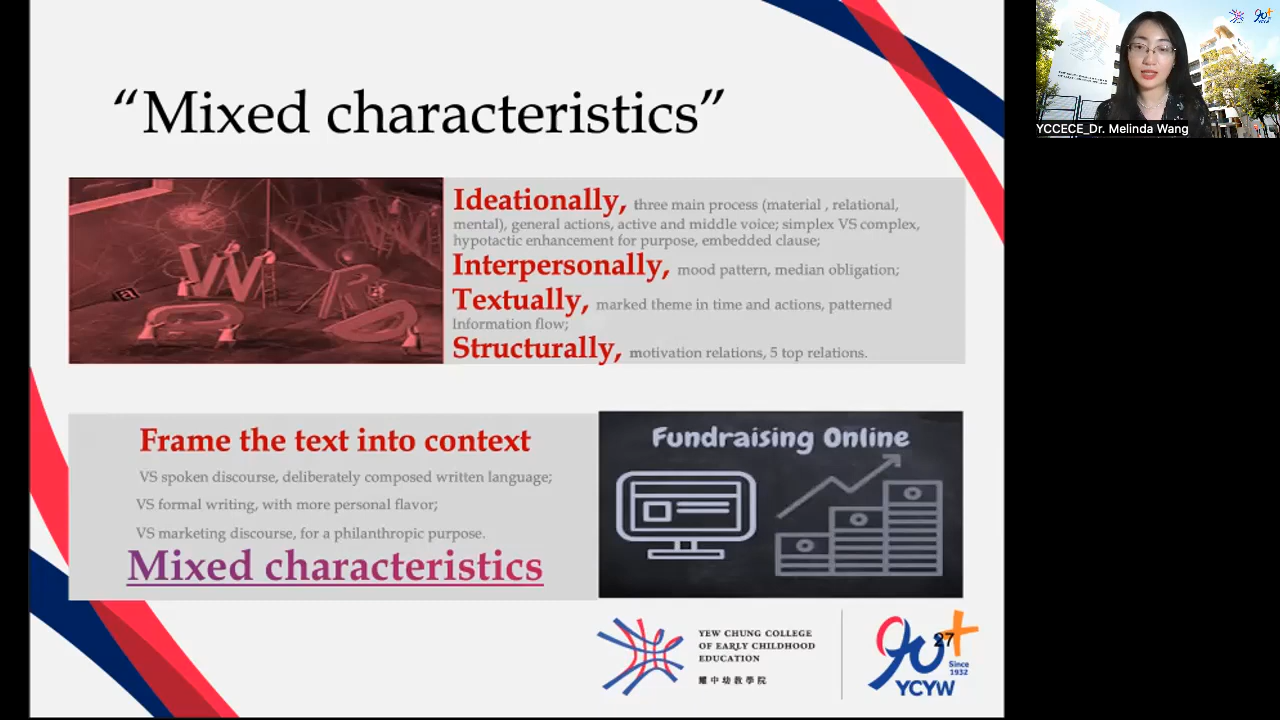 “Mixed characteristics”
Ideationally, three main process (material , relational,
mental), general actions, active and middle voice; simplex VS complex,
hypotactic enhancement for purpose, embedded clause;
Interpersonally, mood pattern, median obligation;
Textually, marked theme in time and actions, patterned
Information flow;
Structurally, motivation relations, 5 top relations.
Frame the text into context
VS spoken discourse, deliberately composed written language;
VS formal writing, with more personal flavor;
VS marketing discourse, for a philanthropic purpose.
Mixed characteristics
Fundraising Online
YEW CHUNG COLLEGE
OF EARLY CHILDHOOD
EDUCATION
耀中幼教學院
90+
27
Since
1932
YCYW
YCCECE_Dr. Melinda Wang